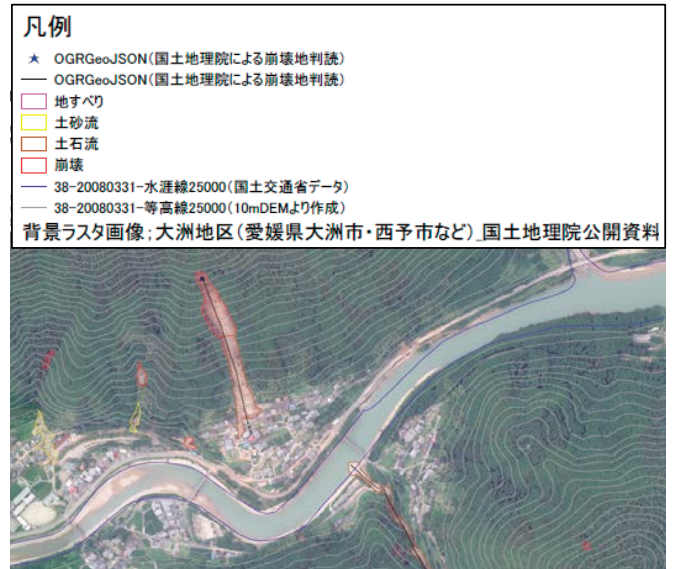 凡例
OGRGeoJSON(国土地理院による崩壊地判読)
OGRGeoJSON(国土地理院による崩壊地判読)
地すべり
土砂流
土石流
崩壊
38-20080331-水涯線25000(国土交通省データ)
38-20080331-等高線25000(10mDEMより作成)
背景ラスタ画像;大洲地区(愛媛県大洲市・西予市など)_国土地理院公開資料